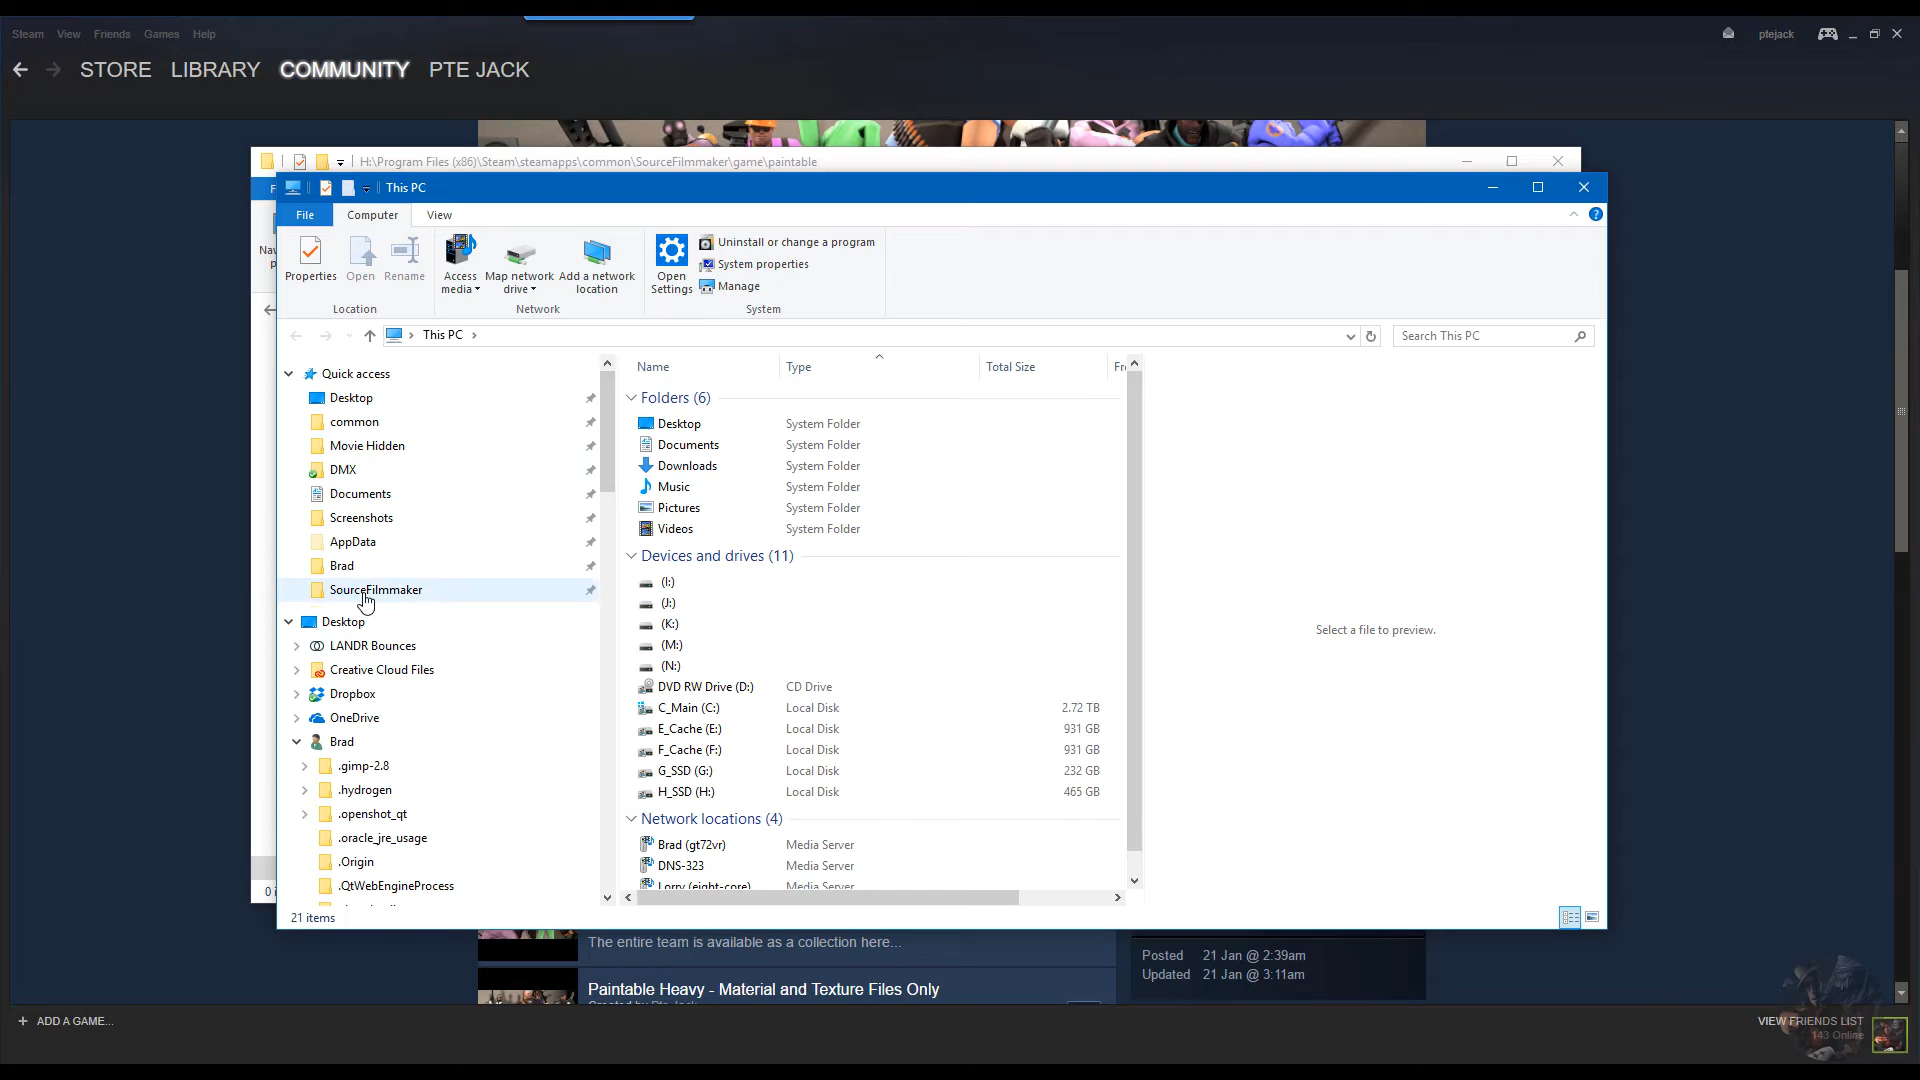 Steam View Friends Games Help
ptejack
STORE LIBRARY COMMUNITY PTE JACK
H:\Program Files (x86)\Steam\steamapps\common\SourceFilmmaker\game\paintable
This PC
File Computer View
Properties Open Rename
Location
Access media
Map network drive
Add a network location
Network
Open Settings
Uninstall or change a program
System properties
Manage
System
This PC
Search This PC
Quick access
Desktop
common
Movie Hidden
DMX
Documents
Screenshots
AppData
Brad
SourceFilmmaker
Desktop
LANDR Bounces
Creative Cloud Files
Dropbox
OneDrive
Brad
.gimp-2.8
.hydrogen
.openshot_qt
.oracle_jre_usage
.Origin
.QtWebEngineProcess
Name Type Total Size
Folders (6)
Desktop System Folder
Documents System Folder
Downloads System Folder
Music System Folder
Pictures System Folder
Videos System Folder
Devices and drives (11)
(I:)
(J:)
(K:)
(M:)
(N:)
DVD RW Drive (D:) CD Drive
C_Main (C:) Local Disk 2.72 TB
E_Cache (E:) Local Disk 931 GB
F_Cache (F:) Local Disk 931 GB
G_SSD (G:) Local Disk 232 GB
H_SSD (H:) Local Disk 465 GB
Network locations (4)
Brad (gt72vr) Media Server
DNS-323 Media Server
Lorry (eight-core) Media Server
Select a file to preview.
21 items
The entire team is available as a collection here...
Paintable Heavy - Material and Texture Files Only
Posted 21 Jan @ 2:39am
Updated 21 Jan @ 3:11am
+ ADD A GAME...
VIEW FRIENDS LIST
143 Online